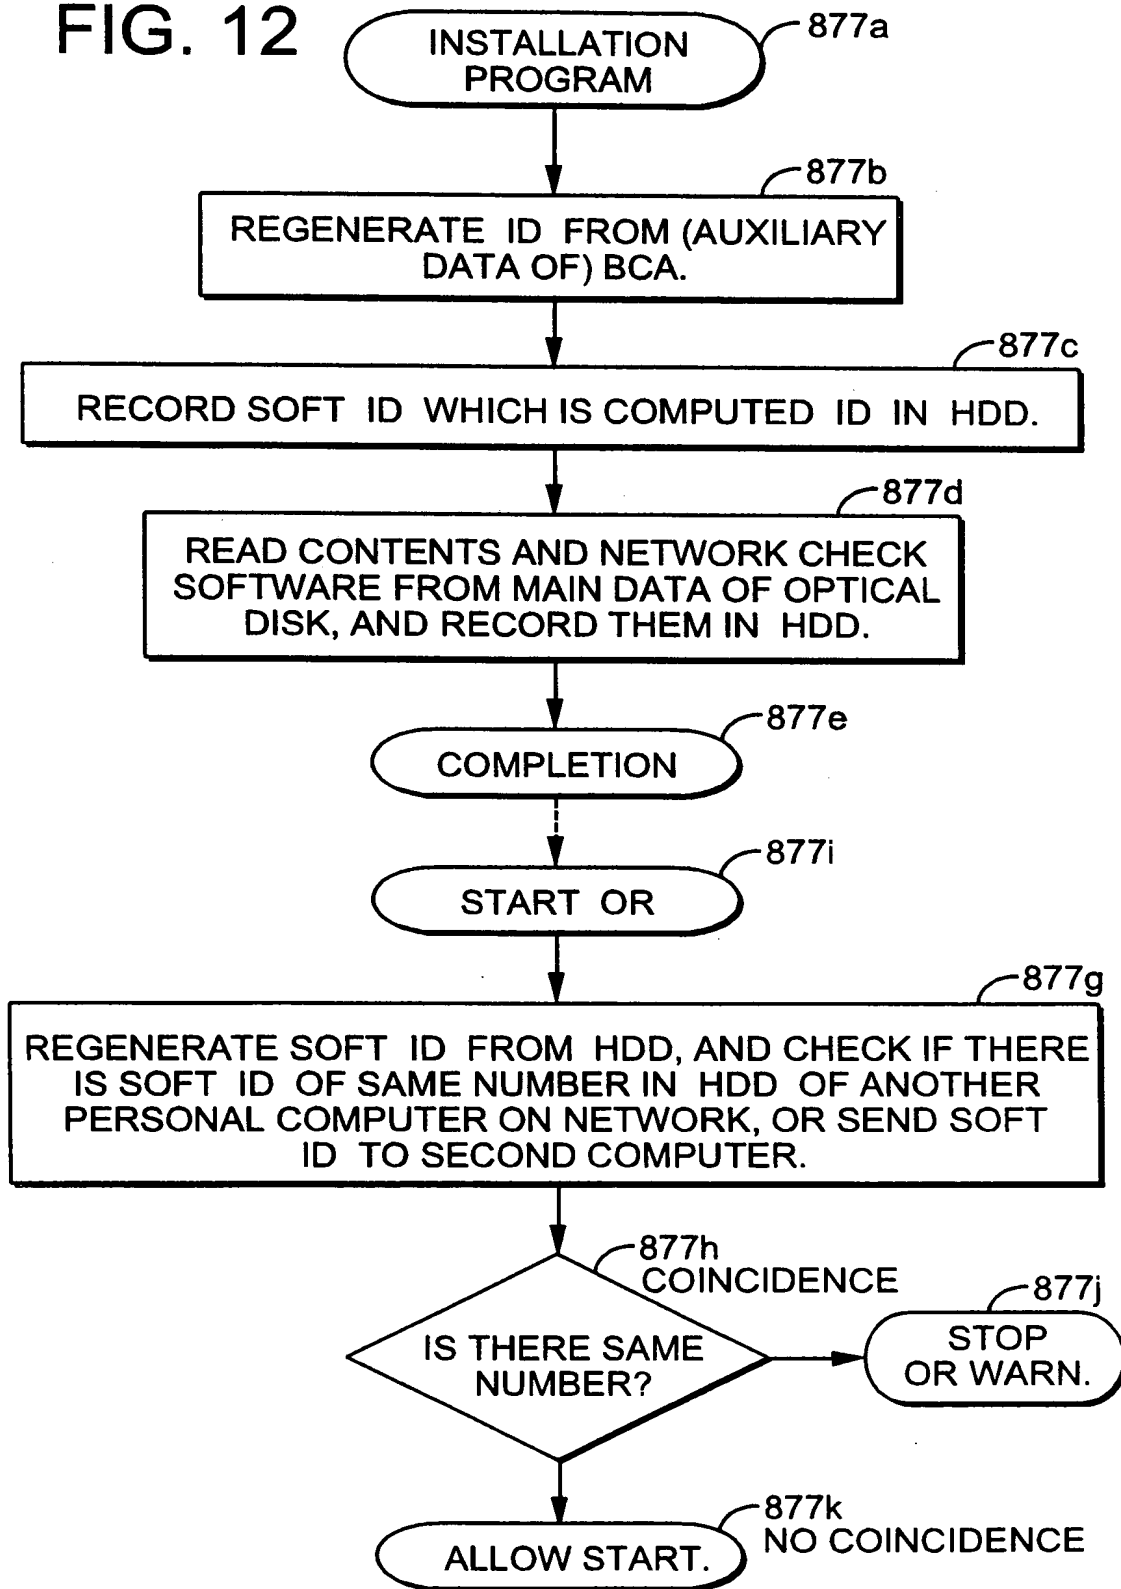 FIG. 12
877a
INSTALLATION
PROGRAM
877b
REGENERATE ID FROM (AUXILIARY
DATA OF) BCA.
877c
RECORD SOFT ID WHICH IS COMPUTED ID IN HDD.
877d
READ CONTENTS AND NETWORK CHECK
SOFTWARE FROM MAIN DATA OF OPTICAL
DISK, AND RECORD THEM IN HDD.
877e
COMPLETION
877i
START OR
877g
REGENERATE SOFT ID FROM HDD, AND CHECK IF THERE
IS SOFT ID OF SAME NUMBER IN HDD OF ANOTHER
PERSONAL COMPUTER ON NETWORK, OR SEND SOFT
ID TO SECOND COMPUTER.
877h
COINCIDENCE
IS THERE SAME
NUMBER?
877j
STOP
OR WARN.
877k
NO COINCIDENCE
ALLOW START.